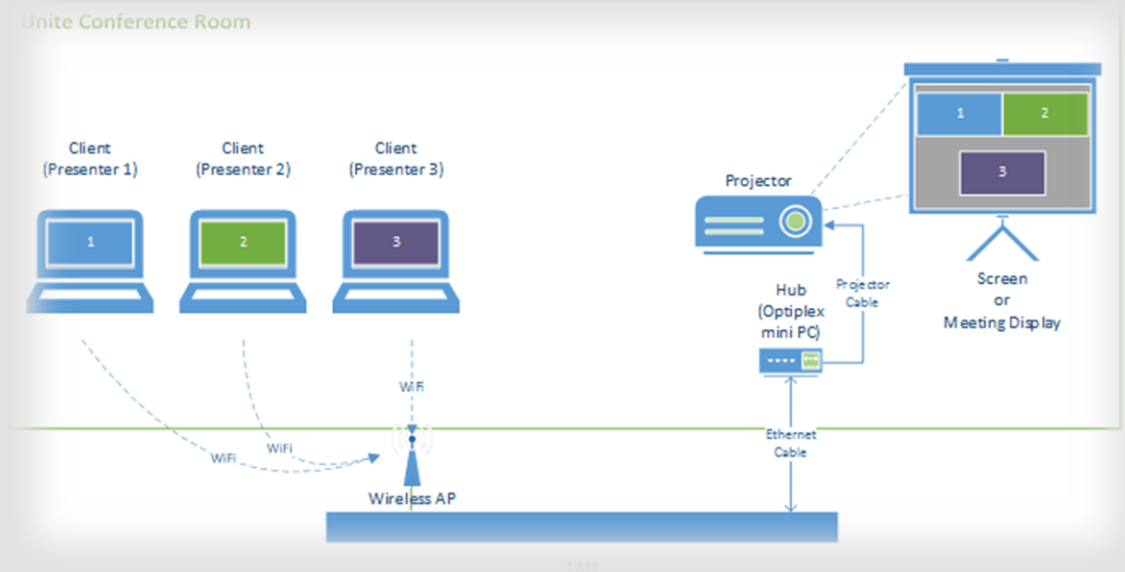 Unite Conference Room
Client
(Presenter 1)
Client
(Presenter 2)
Client
(Presenter 3)
1
2
3
Projector
1
2
3
Hub
(Optiplex
mini PC)
Projector
Cable
Screen
or
Meeting Display
WiFi
WiFi
WiFi
Ethernet
Cable
Wireless AP
LAN